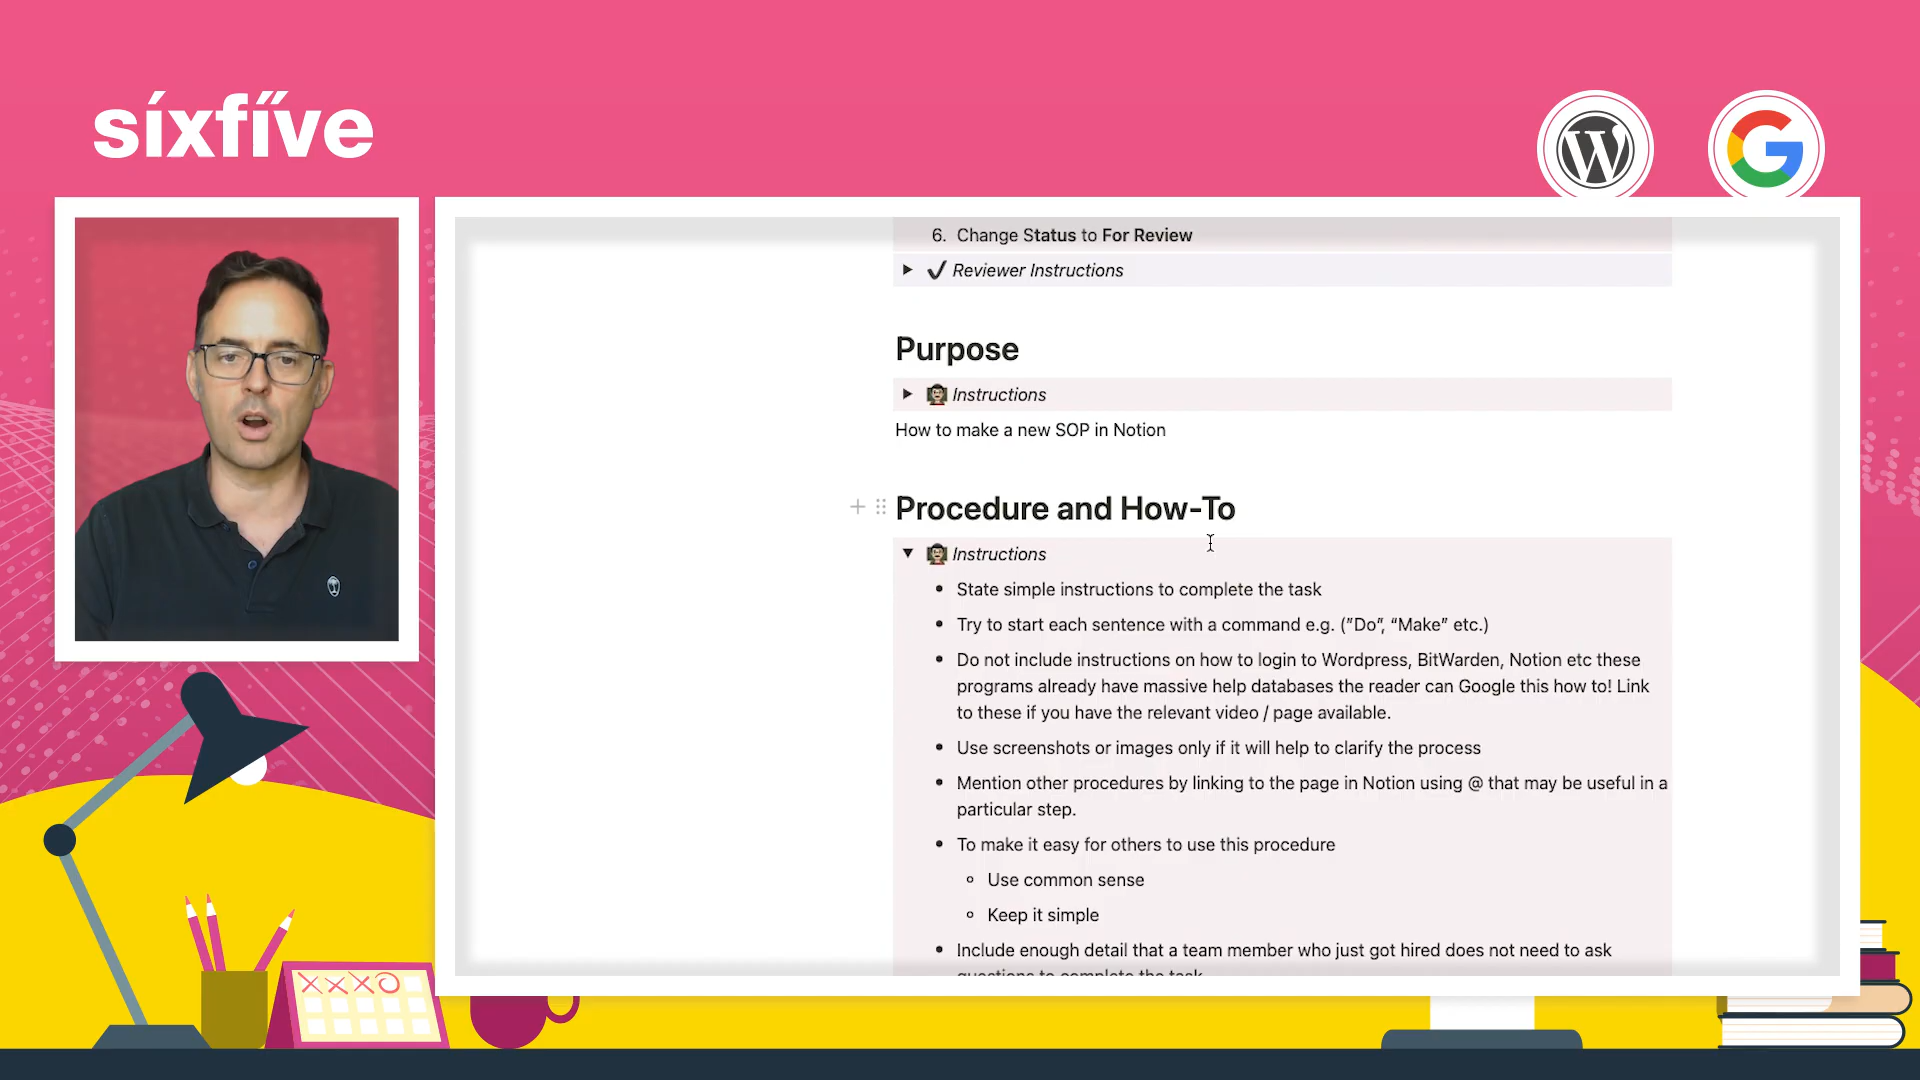 síxfív̋e
6. Change Status to For Review
Reviewer Instructions
Purpose
Instructions
How to make a new SOP in Notion
Procedure and How-To
Instructions
• State simple instructions to complete the task
• Try to start each sentence with a command e.g. (”Do”, “Make” etc.)
• Do not include instructions on how to login to Wordpress, BitWarden, Notion etc these
programs already have massive help databases the reader can Google this how to! Link
to these if you have the relevant video / page available.
• Use screenshots or images only if it will help to clarify the process
• Mention other procedures by linking to the page in Notion using @ that may be useful in a
particular step.
• To make it easy for others to use this procedure
◦ Use common sense
◦ Keep it simple
• Include enough detail that a team member who just got hired does not need to ask
questions to complete the task